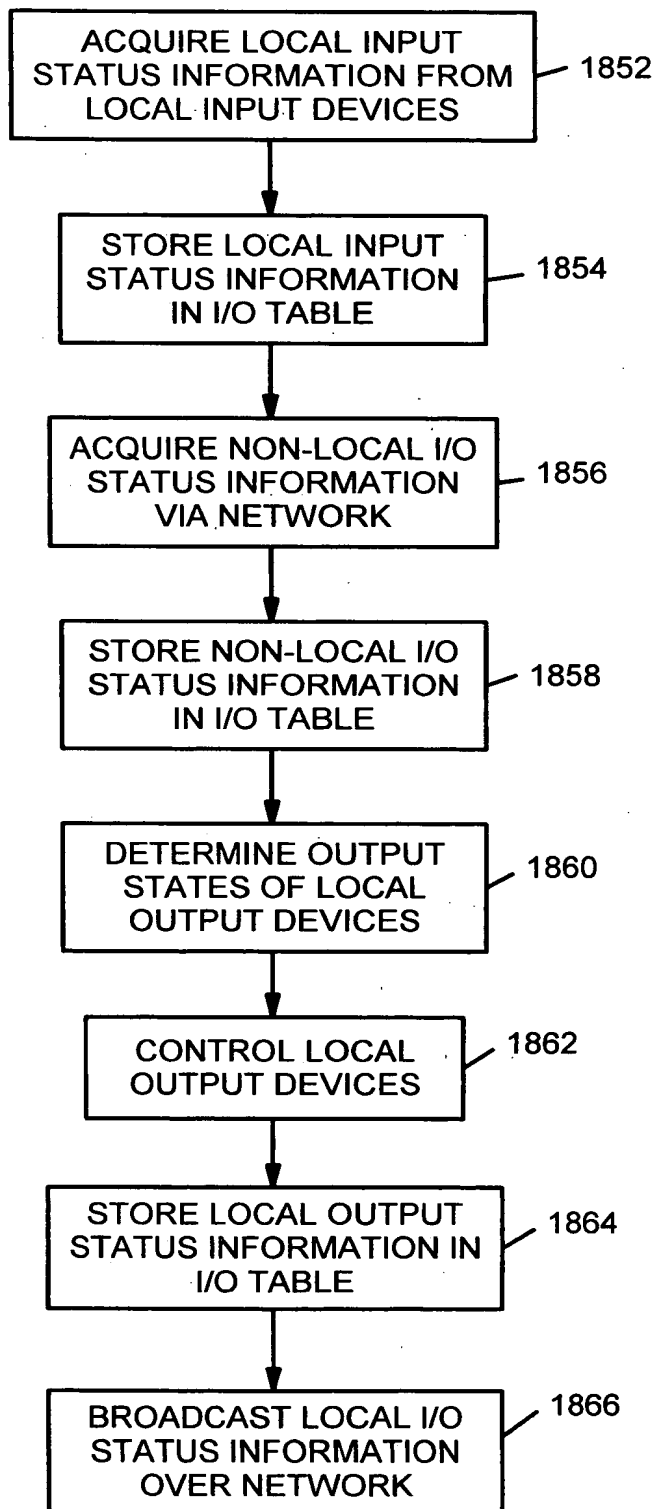 ACQUIRE LOCAL INPUT
STATUS INFORMATION FROM
LOCAL INPUT DEVICES
1852
STORE LOCAL INPUT
STATUS INFORMATION
IN I/O TABLE
1854
ACQUIRE NON-LOCAL I/O
STATUS INFORMATION
VIA NETWORK
1856
STORE NON-LOCAL I/O
STATUS INFORMATION
IN I/O TABLE
1858
DETERMINE OUTPUT
STATES OF LOCAL
OUTPUT DEVICES
1860
CONTROL LOCAL
OUTPUT DEVICES
1862
STORE LOCAL OUTPUT
STATUS INFORMATION IN
I/O TABLE
1864
BROADCAST LOCAL I/O
STATUS INFORMATION
OVER NETWORK
1866